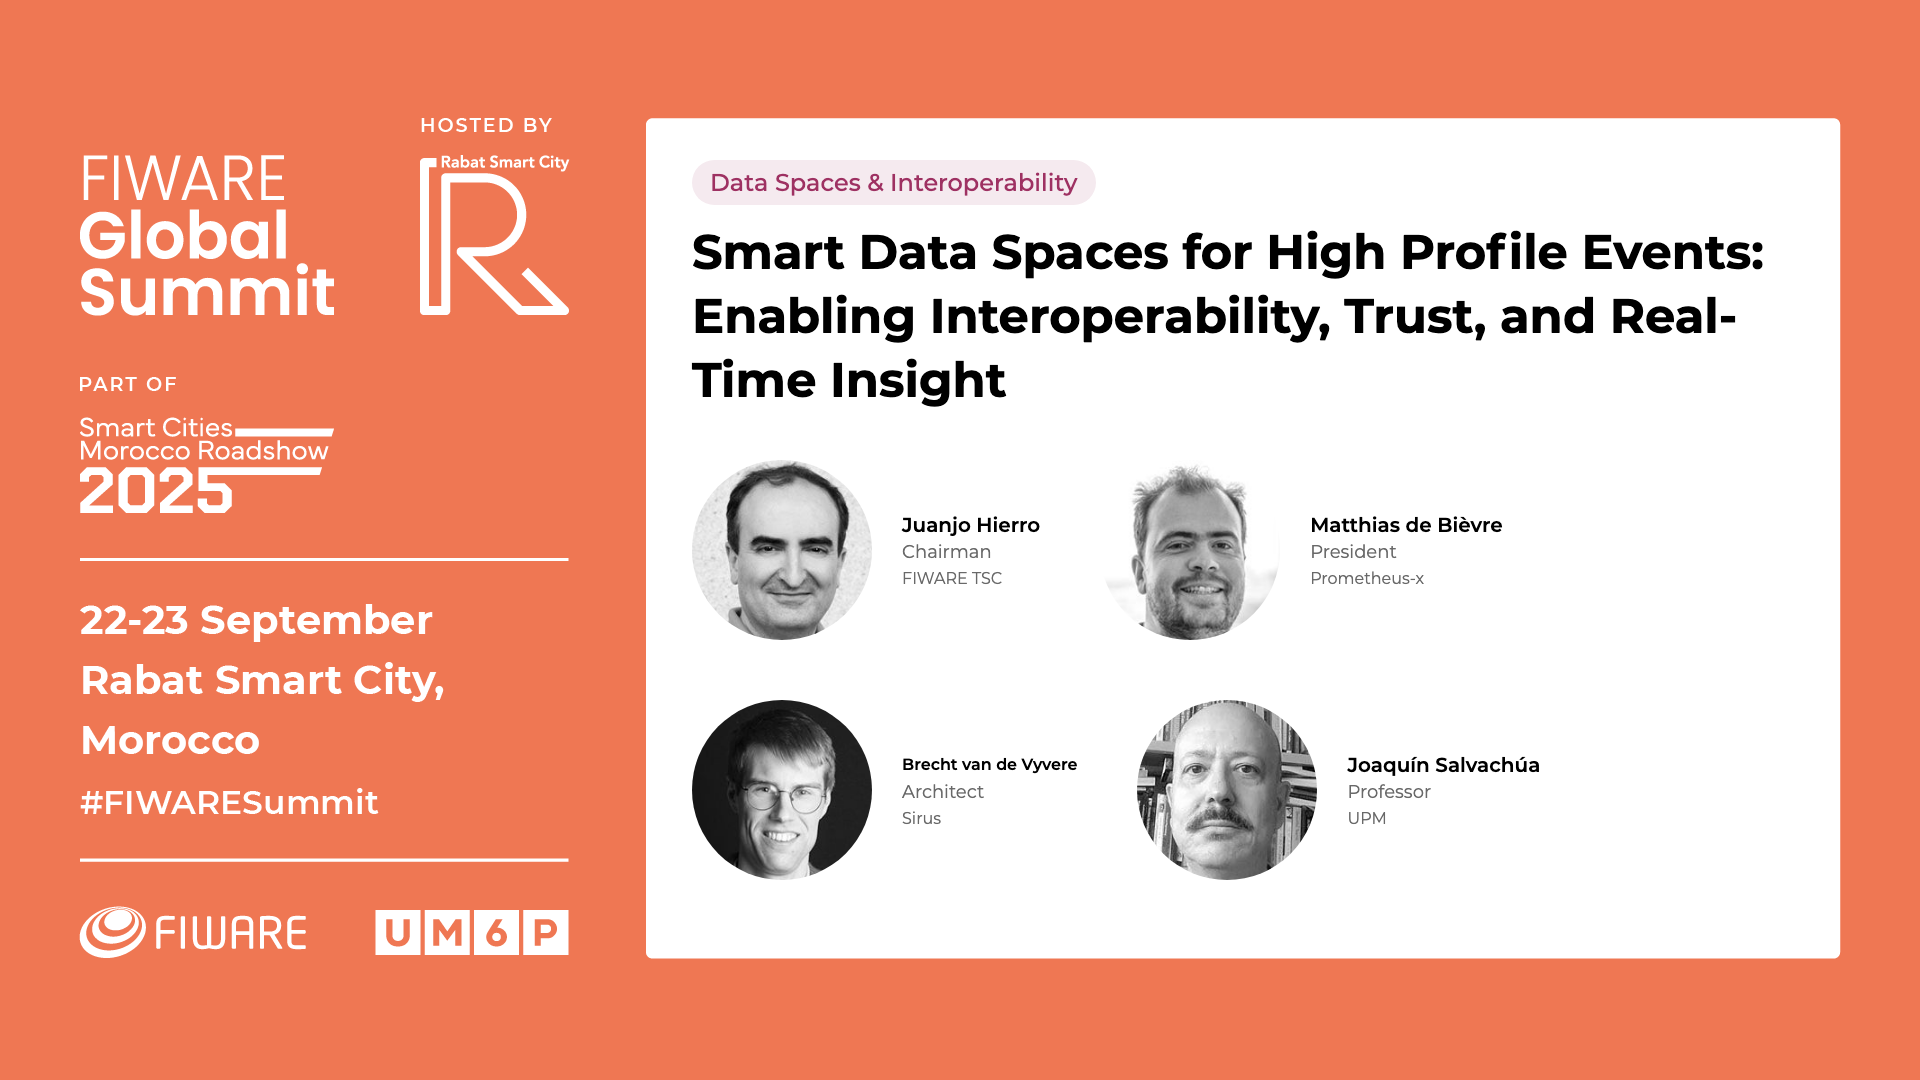 FIWARE
Global
Summit
HOSTED BY
Rabat Smart City
R
PART OF
Smart Cities
Morocco Roadshow
2025
22-23 September
Rabat Smart City,
Morocco
#FIWARESummit
FIWARE
UM6P
Data Spaces & Interoperability
Smart Data Spaces for High Profile Events:
Enabling Interoperability, Trust, and Real-
Time Insight
Juanjo Hierro
Chairman
FIWARE TSC
Matthias de Bièvre
President
Prometheus-x
Brecht van de Vyvere
Architect
Sirus
Joaquín Salvachúa
Professor
UPM